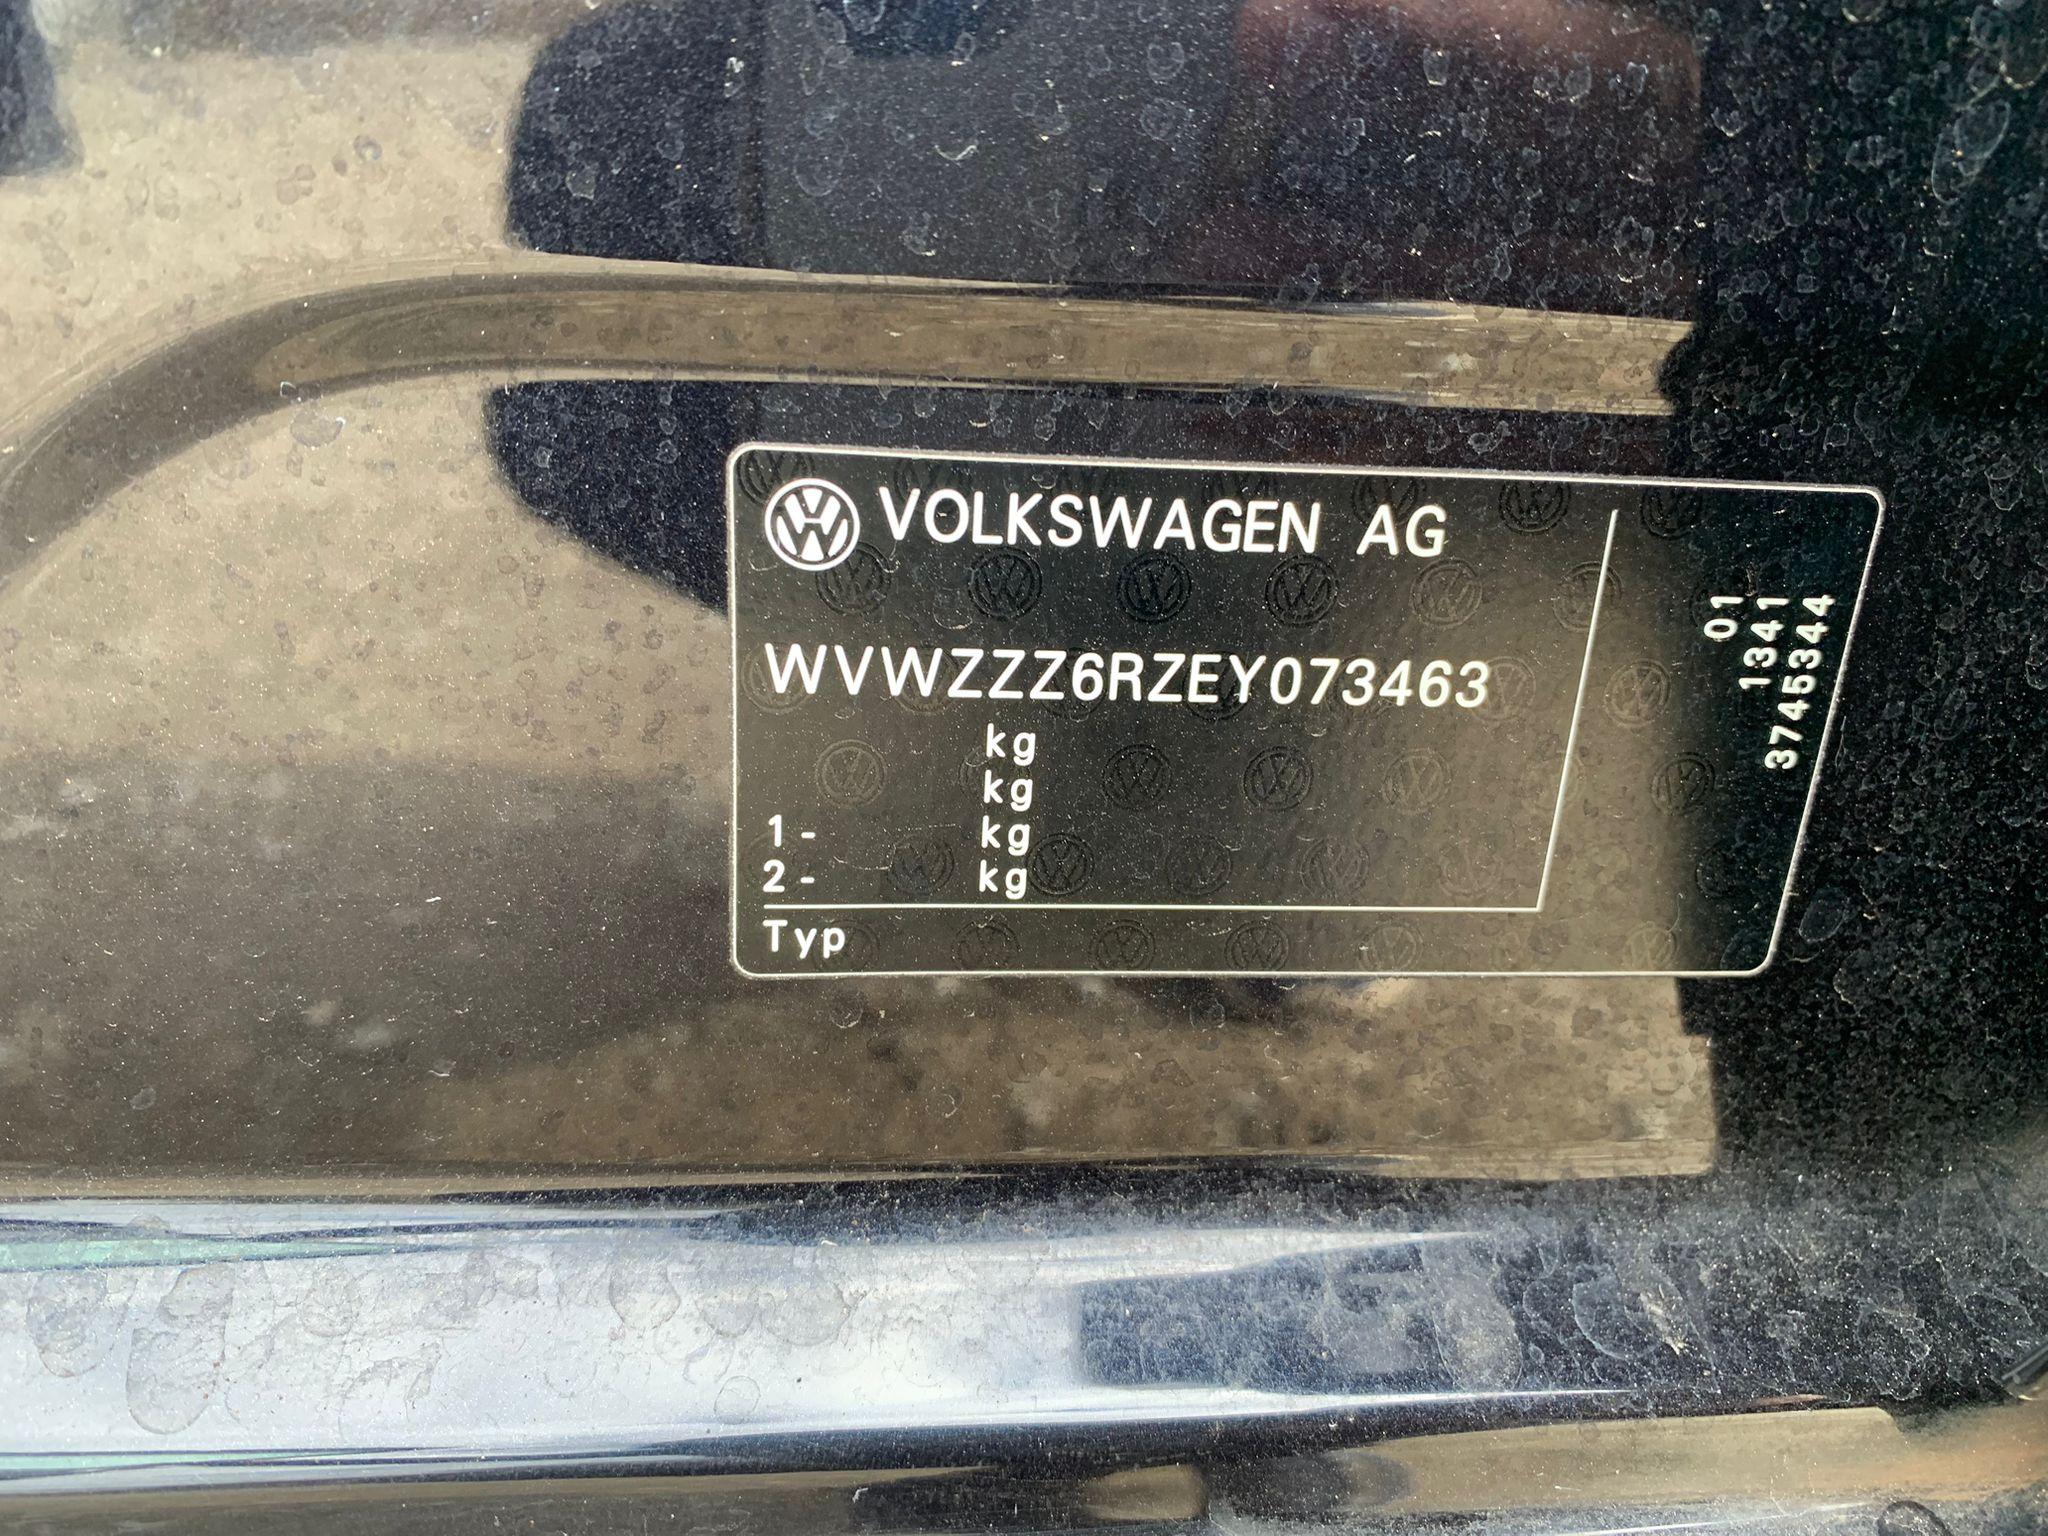 VOLKSWAGEN AG
WVWZZZ6RZEY073463
kg
kg
1- kg
2- kg
Typ
01
1341
3745344